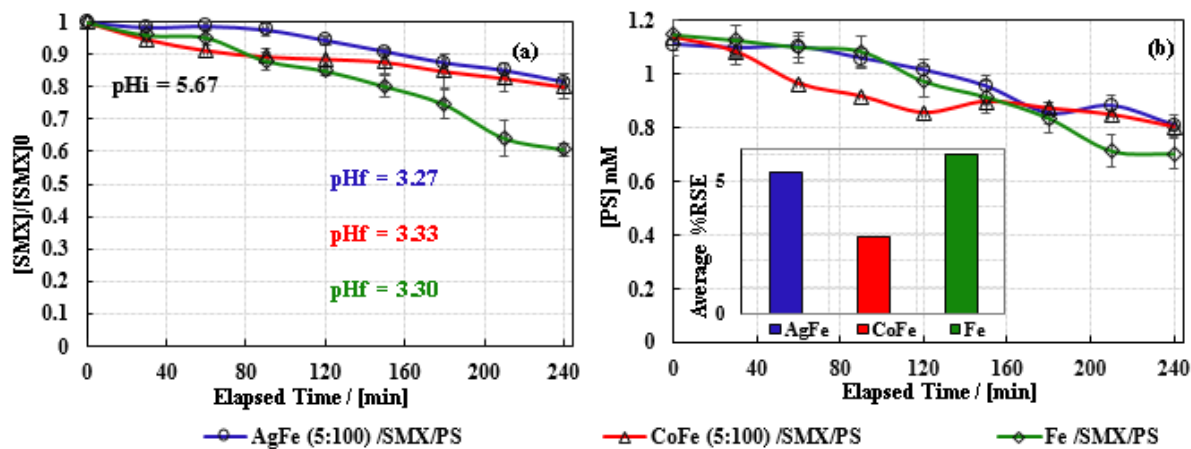 1
0.9
0.8
0.7
0.6
0.5
0.4
0.3
0.2
0.1
0
[SMX]/[SMX]0
(a)
pHi = 5.67
pHf = 3.27
pHf = 3.33
pHf = 3.30
0 40 80 120 160 200 240
Elapsed Time / [min]
1.2
1
0.8
0.6
0.4
0.2
0
[PS] mM
(b)
Average %RSE
5
0
AgFe CoFe Fe
0 40 80 120 160 200 240
Elapsed Time / [min]
AgFe (5:100) /SMX/PS CoFe (5:100) /SMX/PS Fe /SMX/PS